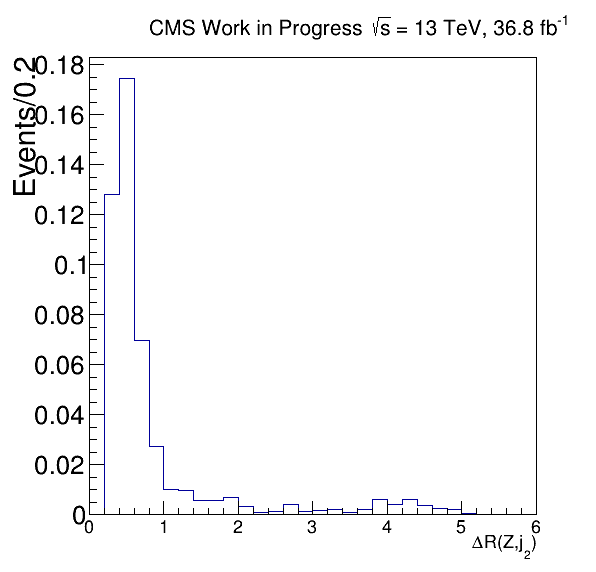 CMS Work in Progress √s = 13 TeV, 36.8 fb⁻¹
Events/0.2
0.18
0.16
0.14
0.12
0.1
0.08
0.06
0.04
0.02
0
0 1 2 3 4 5 6
ΔR(Z,j₂)